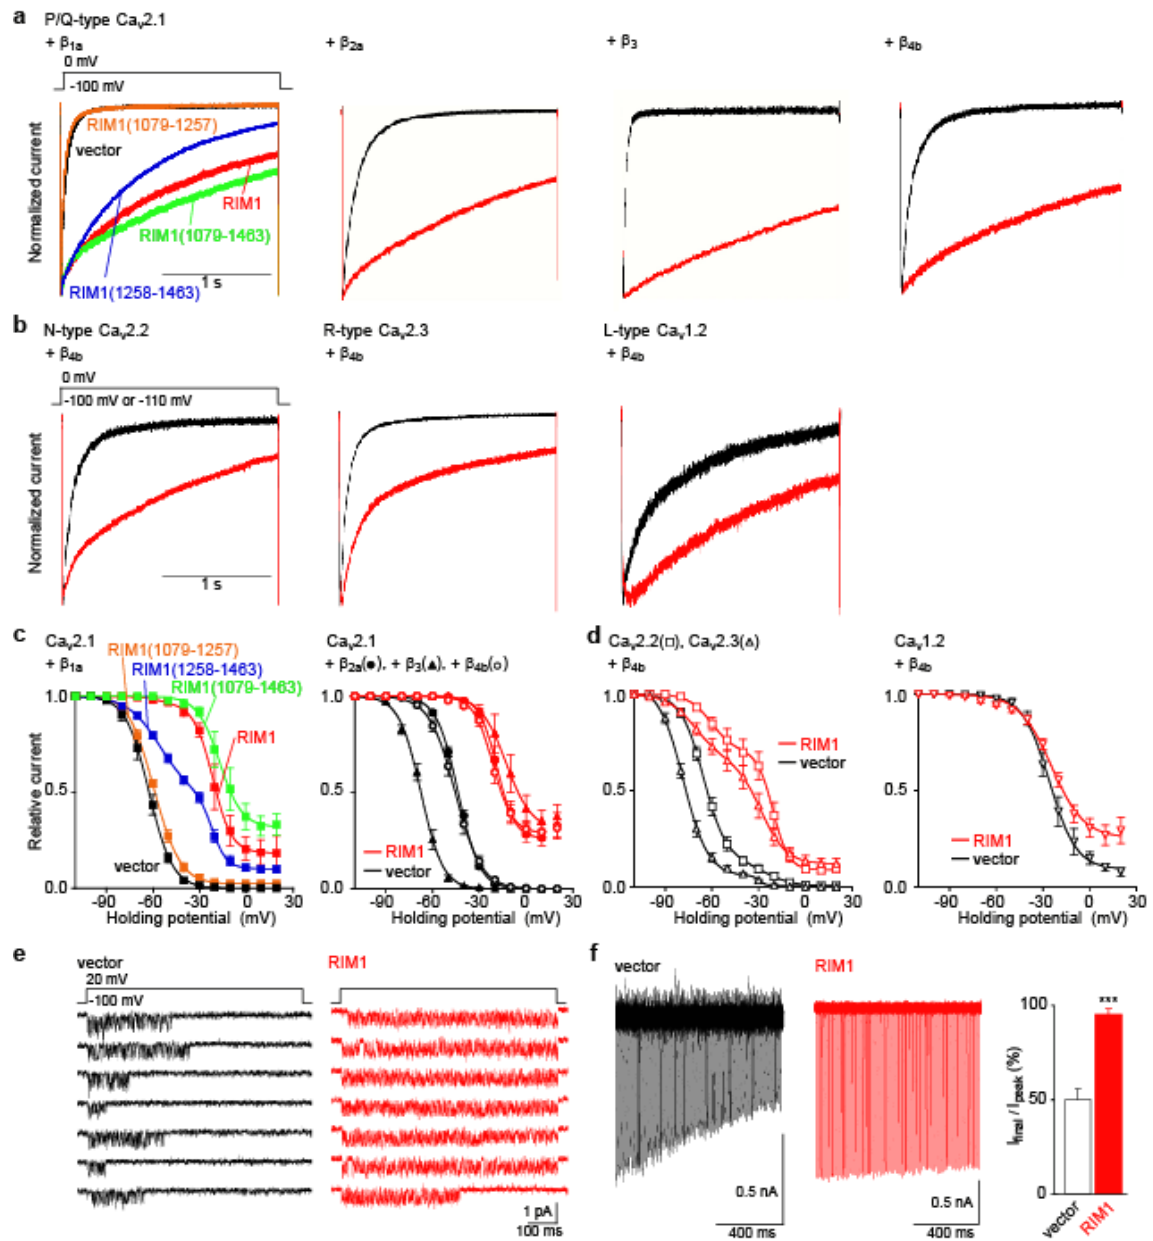 a
P/Q-type Cav2.1
+ β1a
+ β2a
+ β3
+ β4b
0 mV
-100 mV
RIM1(1079-1257)
vector
RIM1
RIM1(1079-1463)
1 s
RIM1(1258-1463)
Normalized current
b
N-type Cav2.2
R-type Cav2.3
L-type Cav1.2
+ β4b
+ β4b
+ β4b
0 mV
-100 mV or -110 mV
1 s
Normalized current
c
Cav2.1
+ β1a
RIM1(1079-1257)
RIM1(1258-1463)
RIM1(1079-1463)
RIM1
vector
1.0
0.5
0.0
Relative current
-90 -60 -30 0 30
Holding potential (mV)
Cav2.1
+ β2a(●), + β3(▲), + β4b(○)
1.0
0.5
0.0
RIM1
vector
-90 -60 -30 0 30
Holding potential (mV)
d
Cav2.2(□), Cav2.3(△)
+ β4b
1.0
0.5
0.0
RIM1
vector
-90 -60 -30 0 30
Holding potential (mV)
Cav1.2
+ β4b
1.0
0.5
0.0
RIM1
vector
-90 -60 -30 0 30
Holding potential (mV)
e
vector
20 mV
-100 mV
RIM1
1 pA
100 ms
f
vector
RIM1
0.5 nA
400 ms
0.5 nA
400 ms
Ifinal / Ipeak (%)
100
50
0
***
vector
RIM1